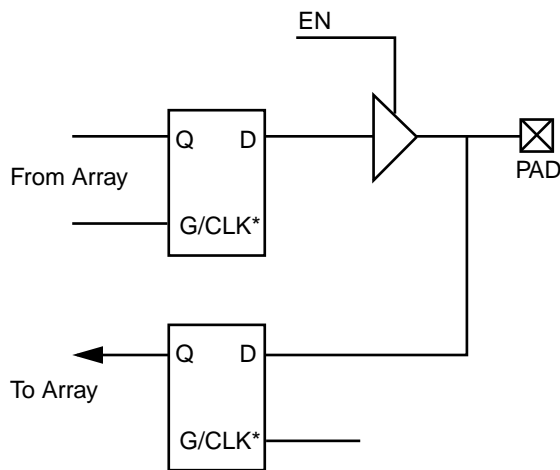 EN
Q D
From Array
PAD
G/CLK*
Q D
To Array
G/CLK*